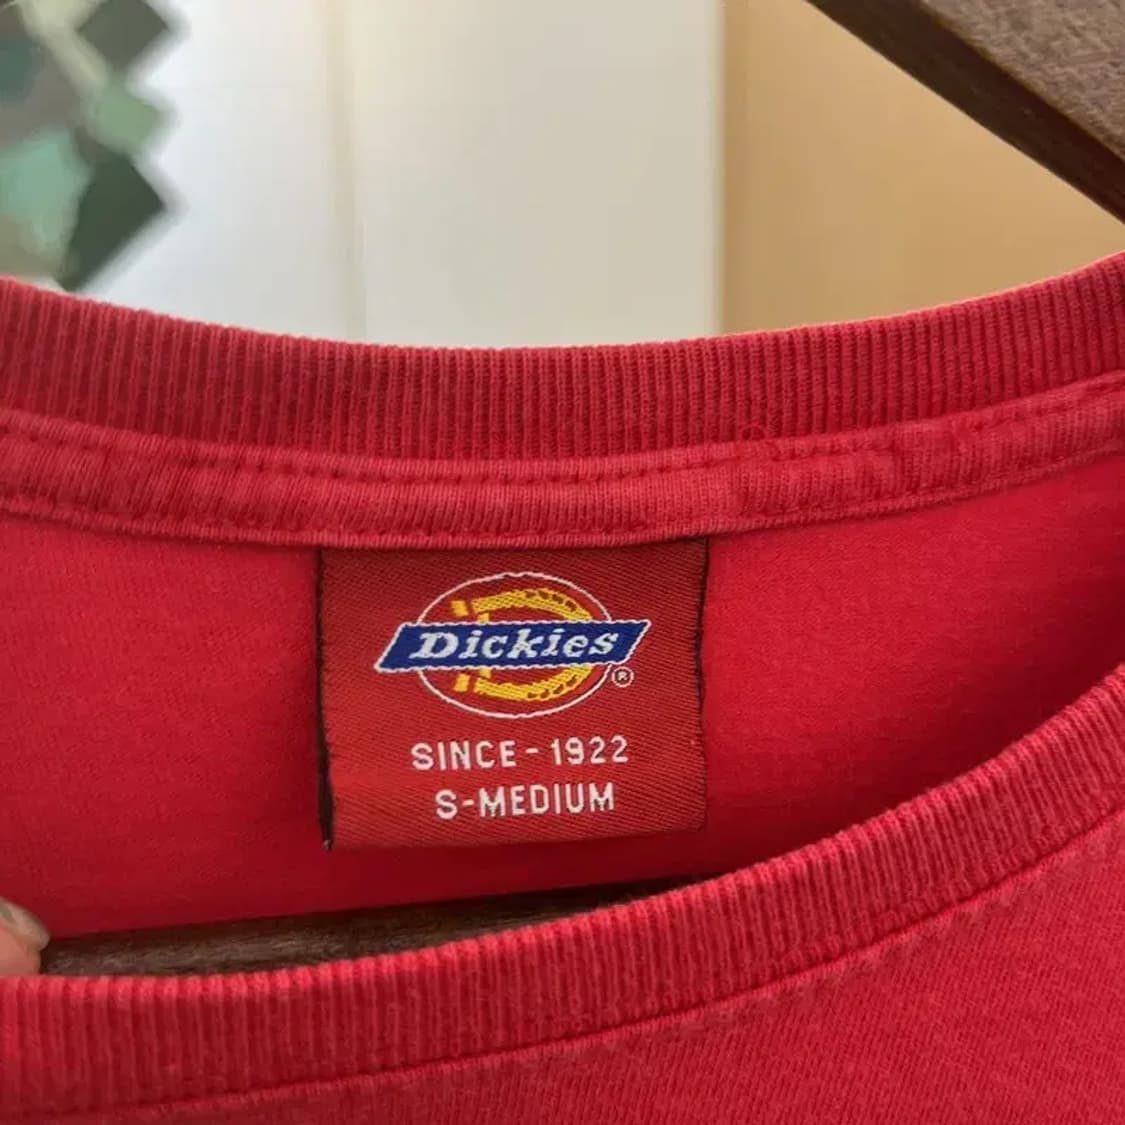 Dickies
®
SINCE - 1922
S-MEDIUM